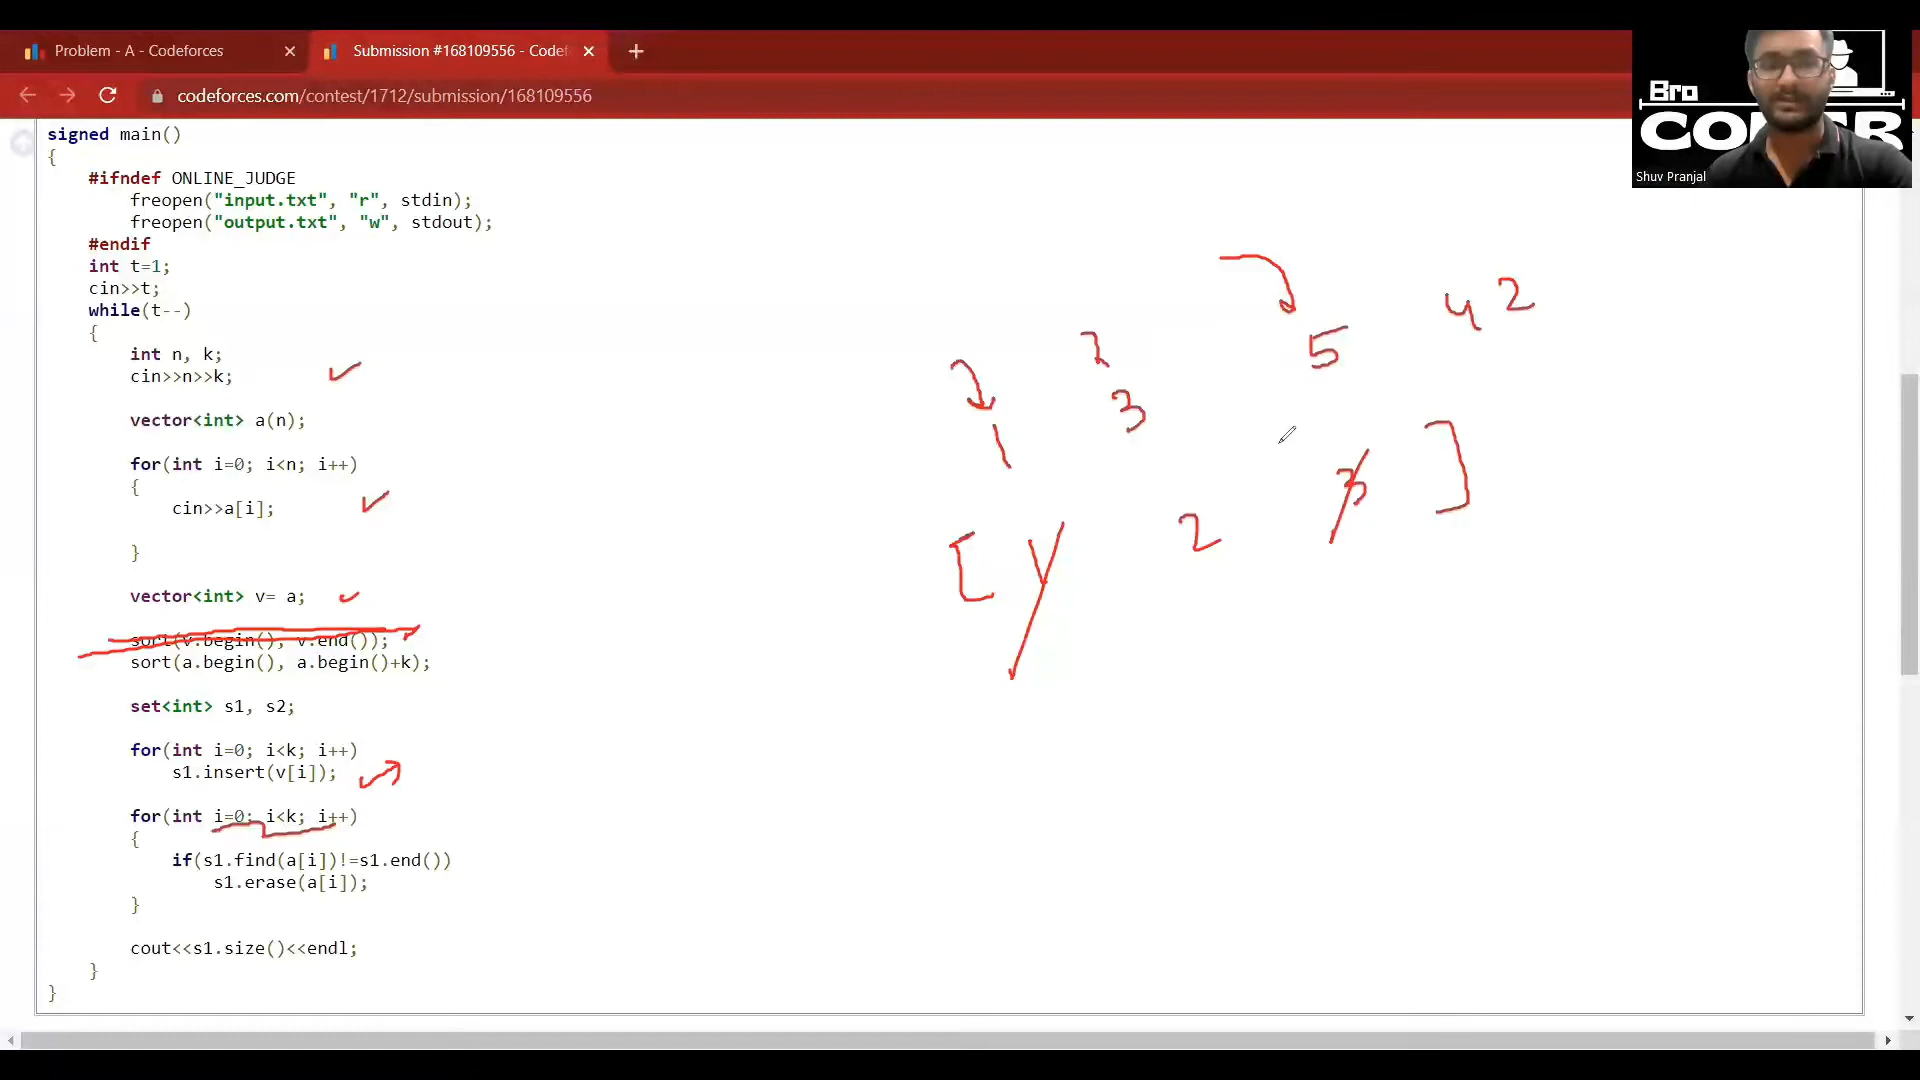 Problem - A - Codeforces
Submission #168109556 - Codef
codeforces.com/contest/1712/submission/168109556
Bro
CODER
Shuv Pranjal
signed main()
{
#ifndef ONLINE_JUDGE
freopen("input.txt", "r", stdin);
freopen("output.txt", "w", stdout);
#endif
int t=1;
cin>>t;
while(t--)
{
int n, k;
cin>>n>>k;
vector<int> a(n);
for(int i=0; i<n; i++)
{
cin>>a[i];
}
vector<int> v= a;
sort(v.begin(), v.end());
sort(a.begin(), a.begin()+k);
set<int> s1, s2;
for(int i=0; i<k; i++)
s1.insert(v[i]);
for(int i=0; i<k; i++)
{
if(s1.find(a[i])!=s1.end())
s1.erase(a[i]);
}
cout<<s1.size()<<endl;
}
}
4 2
5
3
1
3
2
[ ]